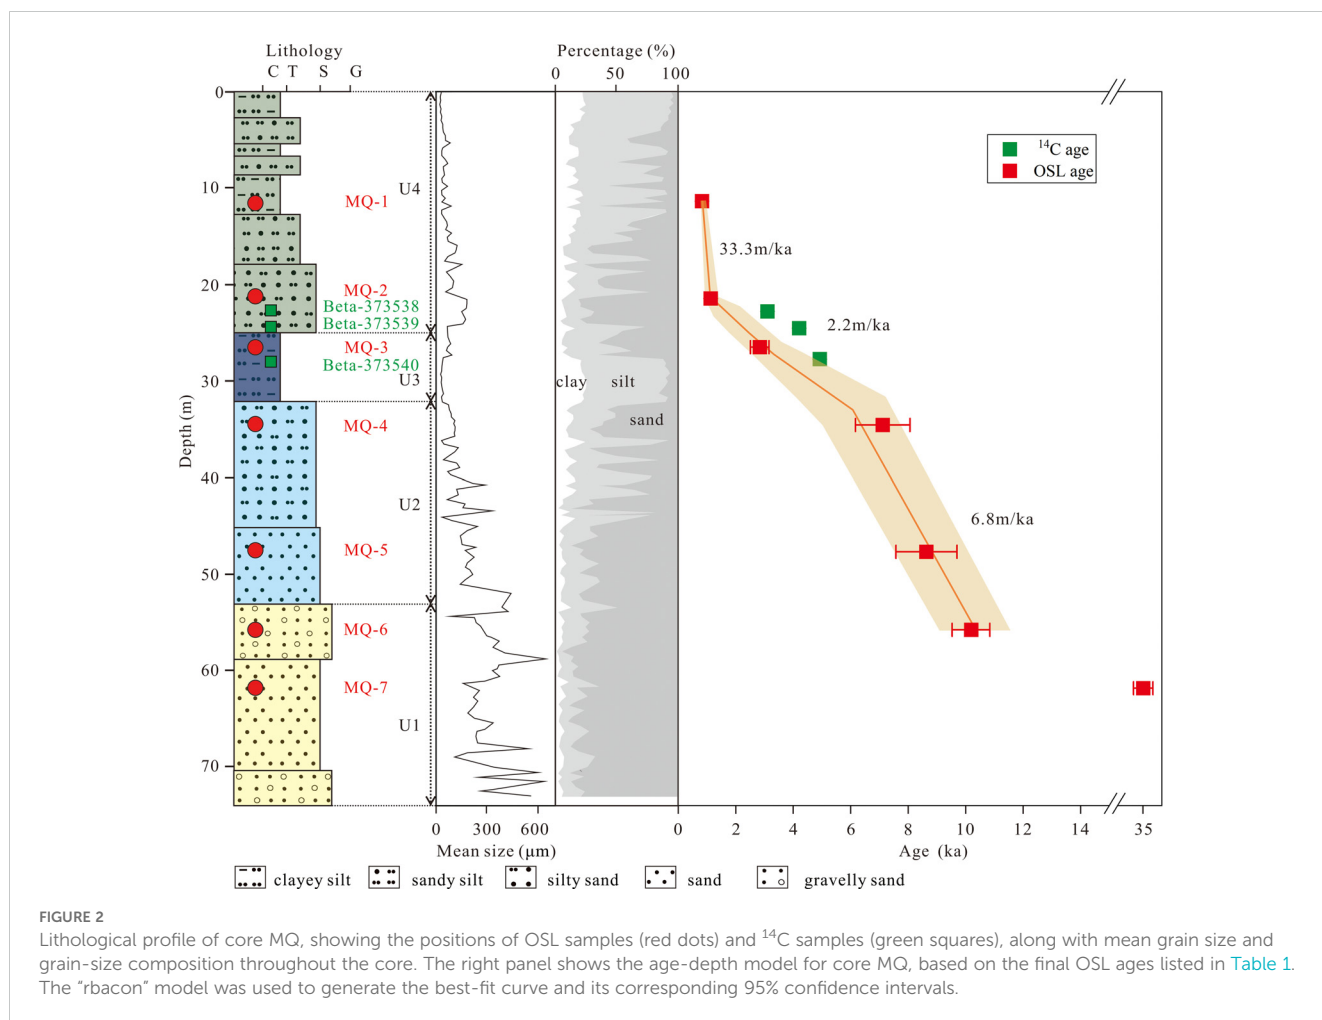 Lithology
C T S G
Percentage (%)
0 50 100
0
10
20
30
40
50
60
70
Depth (m)
MQ-1
MQ-2
Beta-373538
Beta-373539
MQ-3
Beta-373540
MQ-4
MQ-5
MQ-6
MQ-7
U4
U3
U2
U1
clay silt
sand
14C age
OSL age
33.3m/ka
2.2m/ka
6.8m/ka
0 300 600
Mean size (μm)
0 2 4 6 8 10 12 14 35
Age (ka)
clayey silt sandy silt silty sand sand gravelly sand
FIGURE 2
Lithological profile of core MQ, showing the positions of OSL samples (red dots) and 14C samples (green squares), along with mean grain size and
grain-size composition throughout the core. The right panel shows the age-depth model for core MQ, based on the final OSL ages listed in Table 1.
The “rbacon” model was used to generate the best-fit curve and its corresponding 95% confidence intervals.